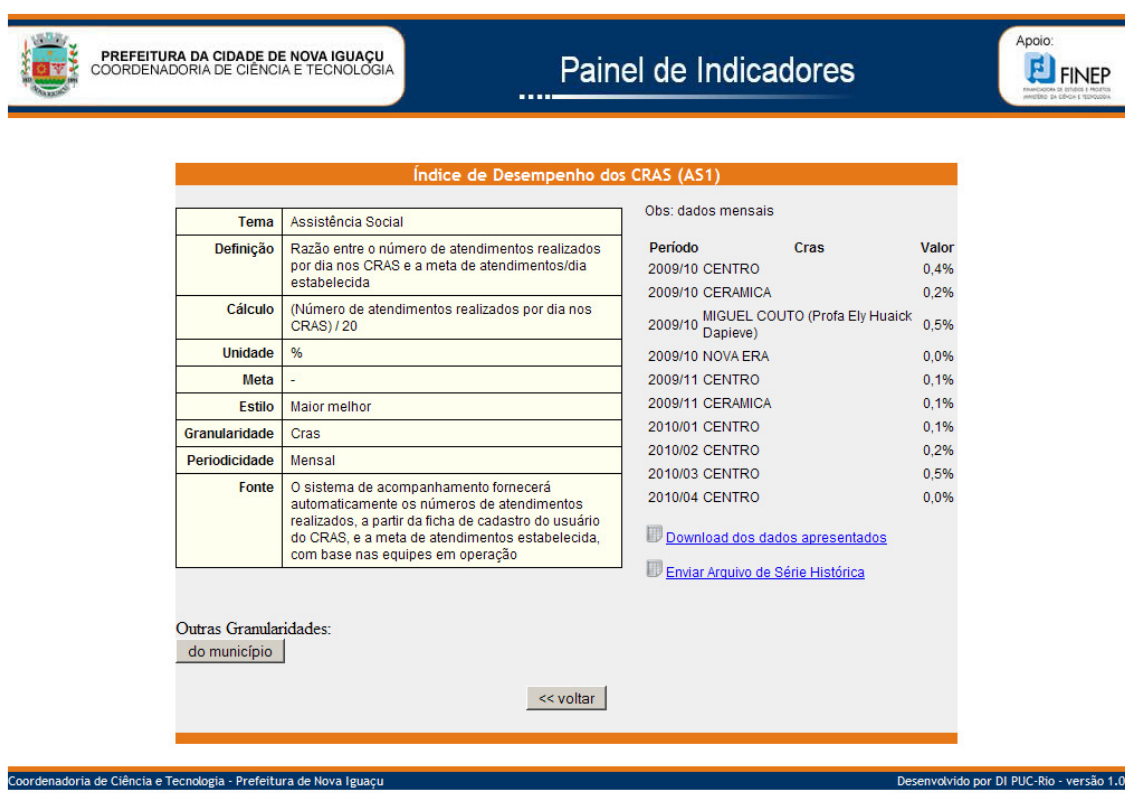 PREFEITURA DA CIDADE DE NOVA IGUAÇU
COORDENADORIA DE CIÊNCIA E TECNOLOGIA
Painel de Indicadores
Apoio:
FINEP
FINANCIADORA DE ESTUDOS E PROJETOS
MINISTÉRIO DA CIÊNCIA E TECNOLOGIA
Índice de Desempenho dos CRAS (AS1)
Tema Assistência Social
Definição Razão entre o número de atendimentos realizados
por dia nos CRAS e a meta de atendimentos/dia
estabelecida
Cálculo (Número de atendimentos realizados por dia nos
CRAS) / 20
Unidade %
Meta -
Estilo Maior melhor
Granularidade Cras
Periodicidade Mensal
Fonte O sistema de acompanhamento fornecerá
automaticamente os números de atendimentos
realizados, a partir da ficha de cadastro do usuário
do CRAS, e a meta de atendimentos estabelecida,
com base nas equipes em operação
Obs: dados mensais
Período Cras Valor
2009/10 CENTRO 0,4%
2009/10 CERAMICA 0,2%
2009/10 MIGUEL COUTO (Profa Ely Huaick
Dapieve) 0,5%
2009/10 NOVA ERA 0,0%
2009/11 CENTRO 0,1%
2009/11 CERAMICA 0,1%
2010/01 CENTRO 0,1%
2010/02 CENTRO 0,2%
2010/03 CENTRO 0,5%
2010/04 CENTRO 0,0%
Download dos dados apresentados
Enviar Arquivo de Série Histórica
Outras Granularidades:
do município
<< voltar
Coordenadoria de Ciência e Tecnologia - Prefeitura de Nova Iguaçu
Desenvolvido por DI PUC-Rio - versão 1.0